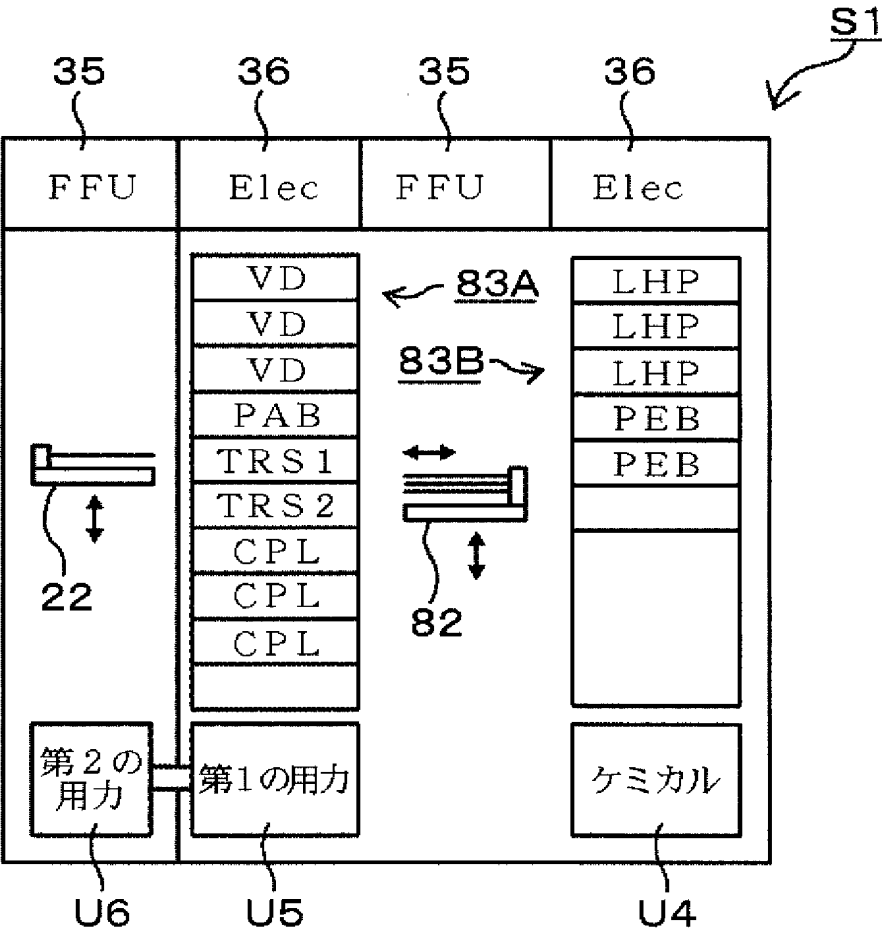 S1
35
36
35
36
FFU
Elec
FFU
Elec
VD
VD
VD
PAB
TRS1
TRS2
CPL
CPL
CPL
83A
83B
LHP
LHP
LHP
PEB
PEB
22
82
第2の
用力
第1の用力
ケミカル
U6
U5
U4